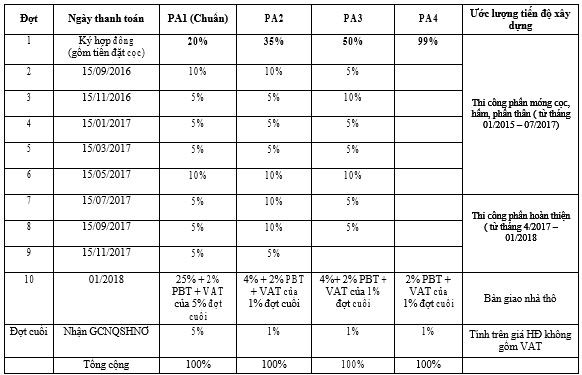 Đợt Ngày thanh toán PA1 (Chuẩn) PA2 PA3 PA4 Ước lượng tiến độ xây dựng
1 Ký hợp đồng (gồm tiền đặt cọc) 20% 35% 50% 99%
2 15/09/2016 10% 10% 5%
3 15/11/2016 5% 5% 10%
Thi công phần móng cọc, hầm, phần thân ( từ tháng 01/2015 – 07/2017)
4 15/01/2017 5% 5% 5%
5 15/03/2017 5% 5% 5%
6 15/05/2017 10% 10% 10%
7 15/07/2017 5% 10% 5%
8 15/09/2017 5% 10% 5%
Thi công phần hoàn thiện ( từ tháng 4/2017 – 01/2018
9 15/11/2017 5% 5%
10 01/2018 25% + 2% PBT + VAT của 5% đợt cuối 4% + 2% PBT + VAT của 1% đợt cuối 4%+ 2% PBT + VAT của 1% đợt cuối 2% PBT + VAT của 1% đợt cuối Bàn giao nhà thô
Đợt cuối Nhận GCNQSHNƠ 5% 1% 1% 1% Tính trên giá HĐ không gồm VAT
Tổng cộng 100% 100% 100% 100%